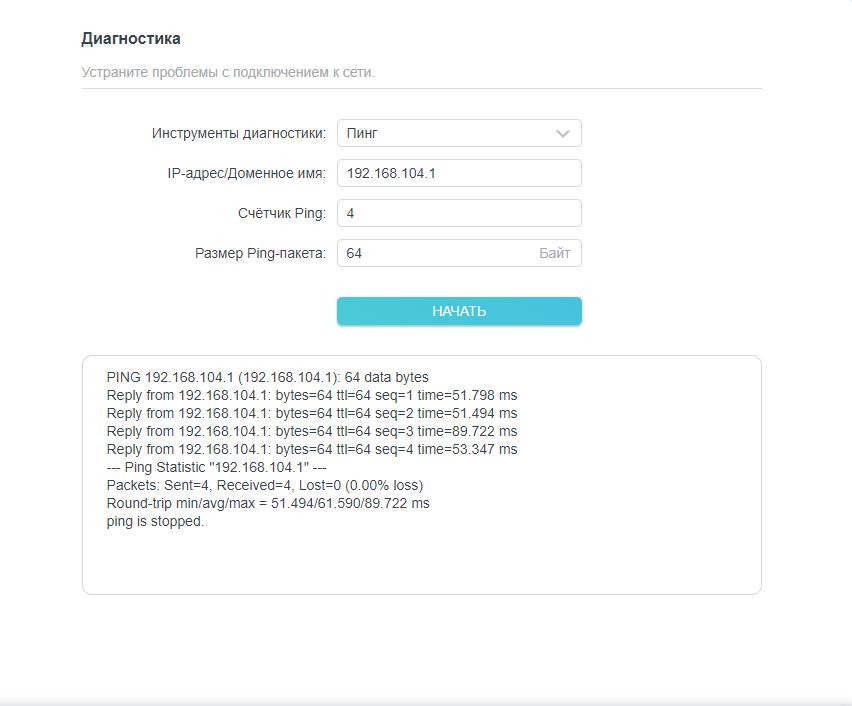 Диагностика
Устраните проблемы с подключением к сети.
Инструменты диагностики: Пинг
IP-адрес/Доменное имя: 192.168.104.1
Счётчик Ping: 4
Размер Ping-пакета: 64 Байт
НАЧАТЬ
PING 192.168.104.1 (192.168.104.1): 64 data bytes
Reply from 192.168.104.1: bytes=64 ttl=64 seq=1 time=51.798 ms
Reply from 192.168.104.1: bytes=64 ttl=64 seq=2 time=51.494 ms
Reply from 192.168.104.1: bytes=64 ttl=64 seq=3 time=89.722 ms
Reply from 192.168.104.1: bytes=64 ttl=64 seq=4 time=53.347 ms
--- Ping Statistic "192.168.104.1" ---
Packets: Sent=4, Received=4, Lost=0 (0.00% loss)
Round-trip min/avg/max = 51.494/61.590/89.722 ms
ping is stopped.